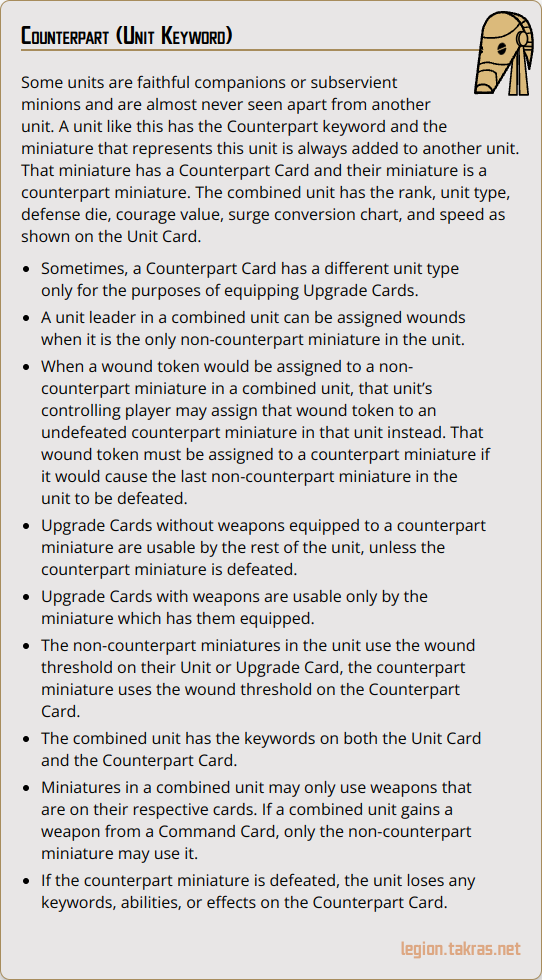 Counterpart (Unit Keyword)
Some units are faithful companions or subservient
minions and are almost never seen apart from another
unit. A unit like this has the Counterpart keyword and the
miniature that represents this unit is always added to another unit.
That miniature has a Counterpart Card and their miniature is a
counterpart miniature. The combined unit has the rank, unit type,
defense die, courage value, surge conversion chart, and speed as
shown on the Unit Card.
• Sometimes, a Counterpart Card has a different unit type
only for the purposes of equipping Upgrade Cards.
• A unit leader in a combined unit can be assigned wounds
when it is the only non-counterpart miniature in the unit.
• When a wound token would be assigned to a non-
counterpart miniature in a combined unit, that unit’s
controlling player may assign that wound token to an
undefeated counterpart miniature in that unit instead. That
wound token must be assigned to a counterpart miniature if
it would cause the last non-counterpart miniature in the
unit to be defeated.
• Upgrade Cards without weapons equipped to a counterpart
miniature are usable by the rest of the unit, unless the
counterpart miniature is defeated.
• Upgrade Cards with weapons are usable only by the
miniature which has them equipped.
• The non-counterpart miniatures in the unit use the wound
threshold on their Unit or Upgrade Card, the counterpart
miniature uses the wound threshold on the Counterpart
Card.
• The combined unit has the keywords on both the Unit Card
and the Counterpart Card.
• Miniatures in a combined unit may only use weapons that
are on their respective cards. If a combined unit gains a
weapon from a Command Card, only the non-counterpart
miniature may use it.
• If the counterpart miniature is defeated, the unit loses any
keywords, abilities, or effects on the Counterpart Card.
legion.takras.net